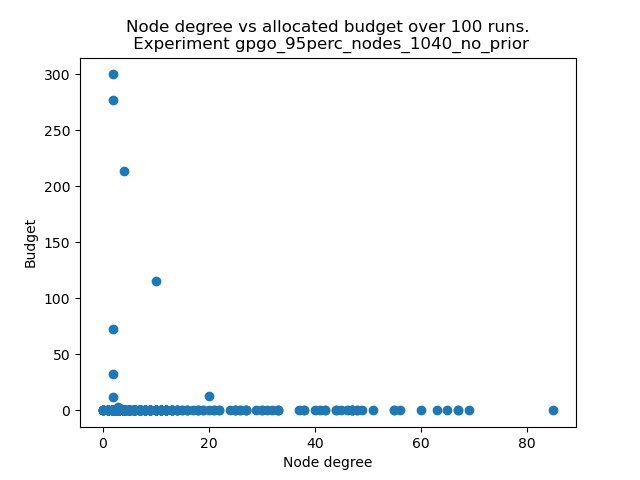 Node degree vs allocated budget over 100 runs.
Experiment gpgo_95perc_nodes_1040_no_prior
300
250
200
150
100
50
0
Budget
0 20 40 60 80
Node degree